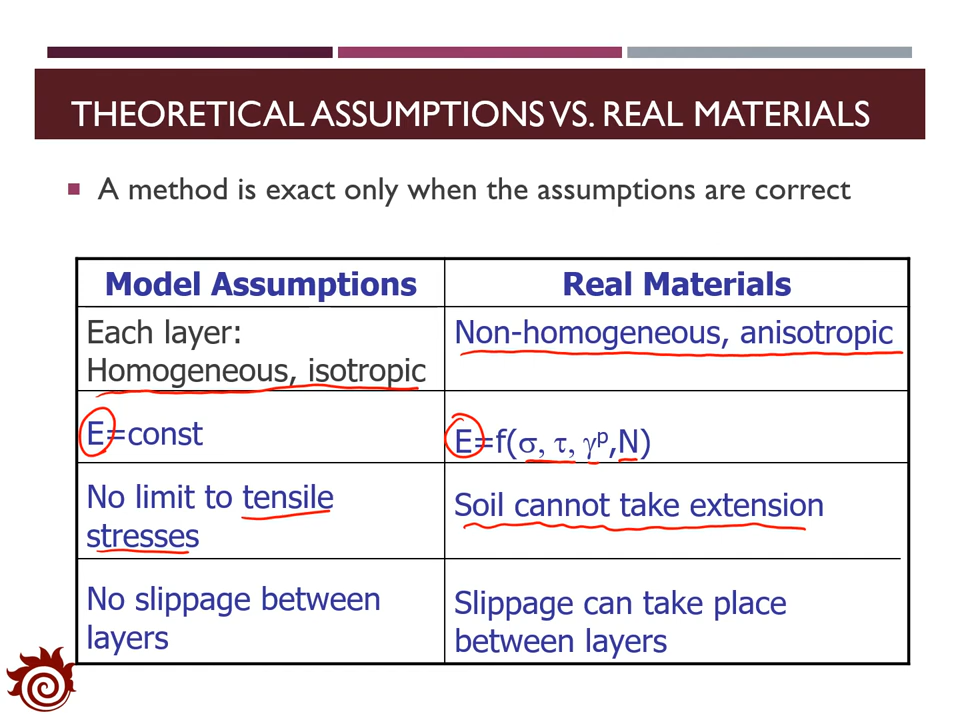 THEORETICAL ASSUMPTIONS VS. REAL MATERIALS
A method is exact only when the assumptions are correct
Model Assumptions
Real Materials
Each layer:
Homogeneous, isotropic
Non-homogeneous, anisotropic
E=const
E=f(σ, τ, γᵖ,N)
No limit to tensile
stresses
Soil cannot take extension
No slippage between
layers
Slippage can take place
between layers